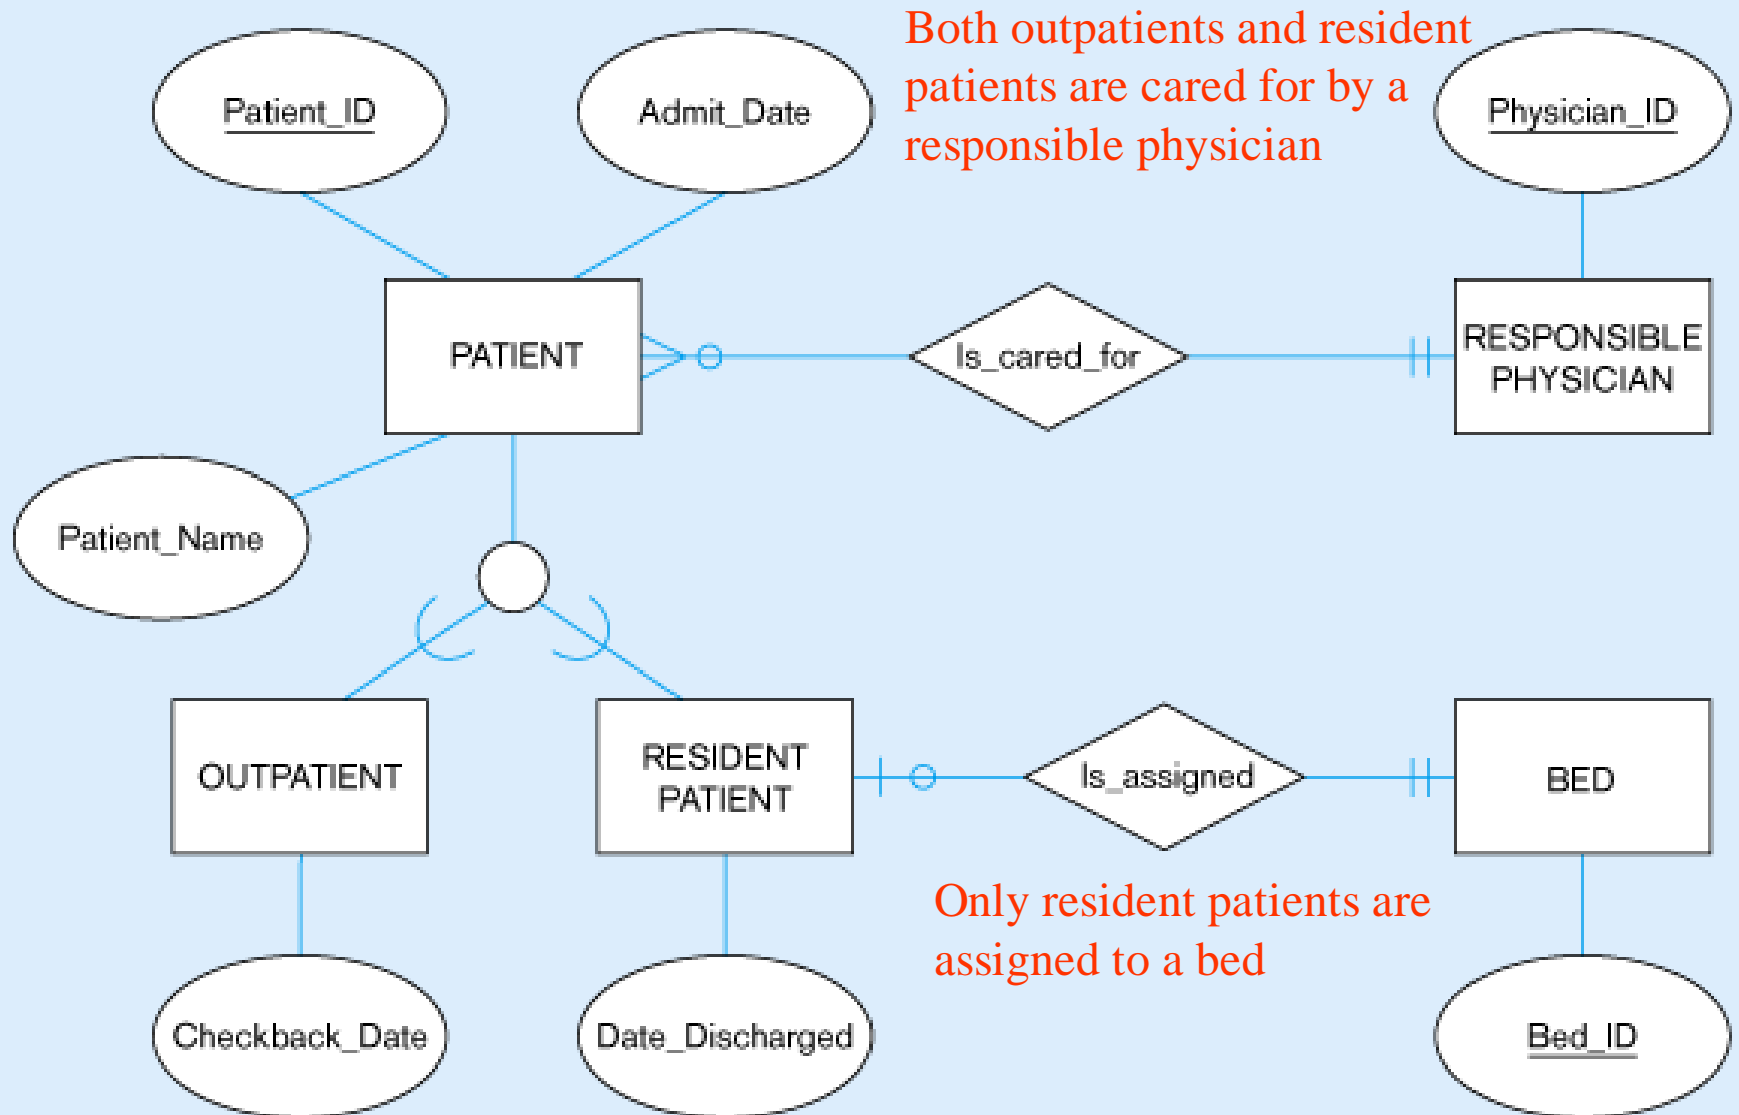 Both outpatients and resident
patients are cared for by a
responsible physician
Patient_ID
Admit_Date
Physician_ID
PATIENT
Is_cared_for
RESPONSIBLE
PHYSICIAN
Patient_Name
OUTPATIENT
RESIDENT
PATIENT
Is_assigned
BED
Only resident patients are
assigned to a bed
Checkback_Date
Date_Discharged
Bed_ID